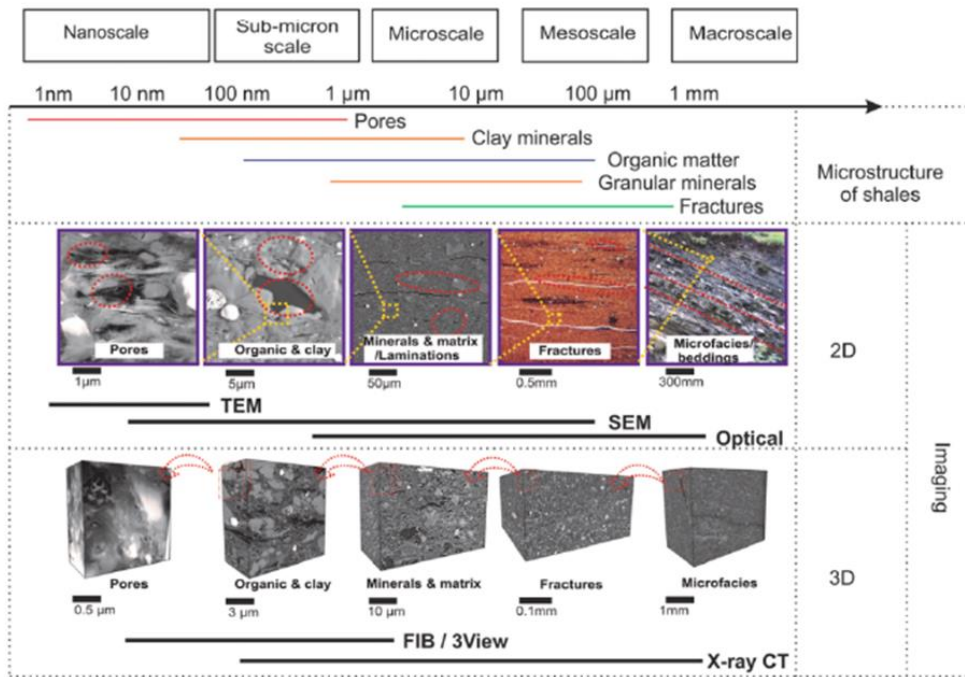 Nanoscale
Sub-micron
scale
Microscale
Mesoscale
Macroscale
1nm 10 nm 100 nm 1 µm 10 µm 100 µm 1 mm
Pores
Clay minerals
Organic matter
Granular minerals
Fractures
Microstructure
of shales
Pores
Organic & clay
Minerals & matrix
/Laminations
Fractures
Microfacies/
beddings
1µm
5µm
50µm
0.5mm
300mm
2D
TEM
SEM
Optical
Imaging
Pores
Organic & clay
Minerals & matrix
Fractures
Microfacies
0.5 µm
3 µm
10 µm
0.1mm
1mm
3D
FIB / 3View
X-ray CT